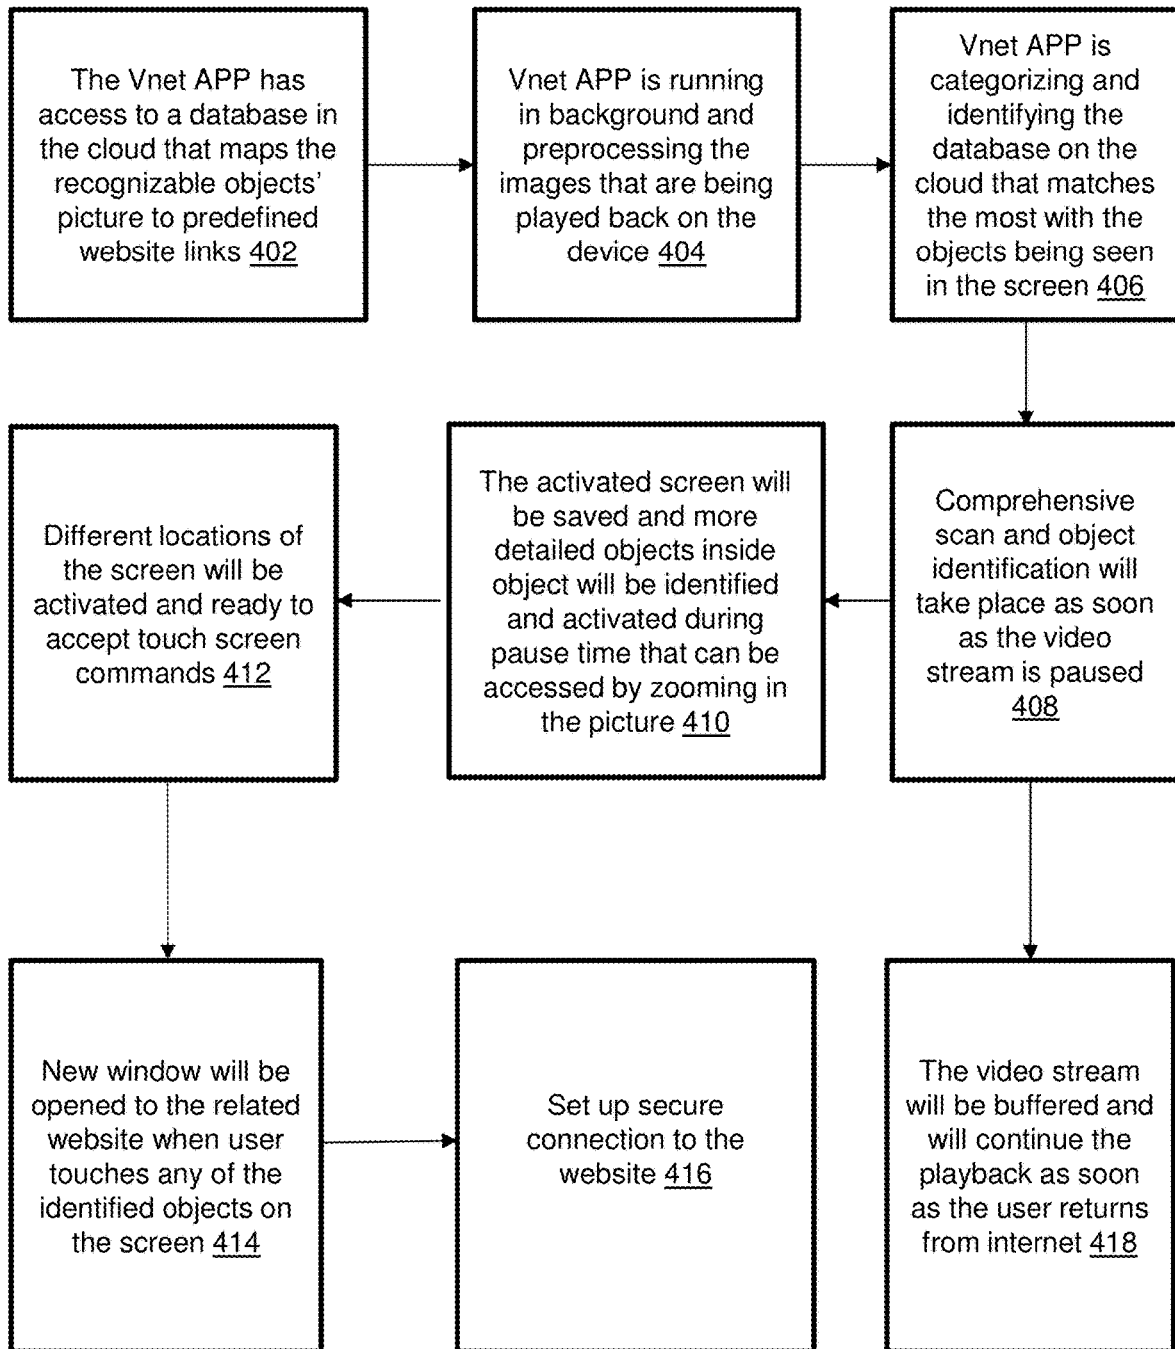 The Vnet APP has
access to a database in
the cloud that maps the
recognizable objects’
picture to predefined
website links 402
Vnet APP is running
in background and
preprocessing the
images that are being
played back on the
device 404
Vnet APP is
categorizing and
identifying the
database on the
cloud that matches
the most with the
objects being seen
in the screen 406
Different locations of
the screen will be
activated and ready to
accept touch screen
commands 412
The activated screen will
be saved and more
detailed objects inside
object will be identified
and activated during
pause time that can be
accessed by zooming in
the picture 410
Comprehensive
scan and object
identification will
take place as soon
as the video
stream is paused
408
New window will be
opened to the related
website when user
touches any of the
identified objects on
the screen 414
Set up secure
connection to the
website 416
The video stream
will be buffered and
will continue the
playback as soon
as the user returns
from internet 418